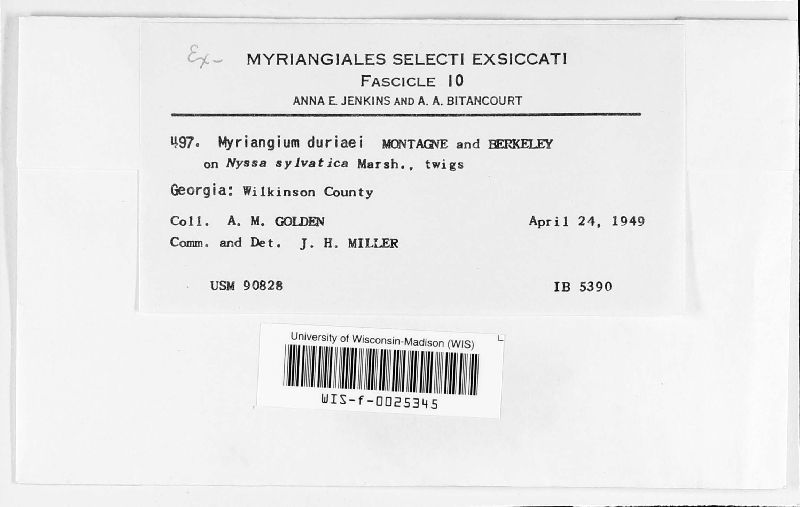 Ex-
MYRIANGIALES SELECTI EXSICCATI
FASCICLE 10
ANNA E. JENKINS AND A. A. BITANCOURT
497. Myriangium duriaei MONTAGNE and BERKELEY
on Nyssa sylvatica Marsh., twigs
Georgia: Wilkinson County
Coll. A. M. GOLDEN April 24, 1949
Comm. and Det. J. H. MILLER
USM 90828 IB 5390
University of Wisconsin-Madison (WIS)
WIS-f-0025345